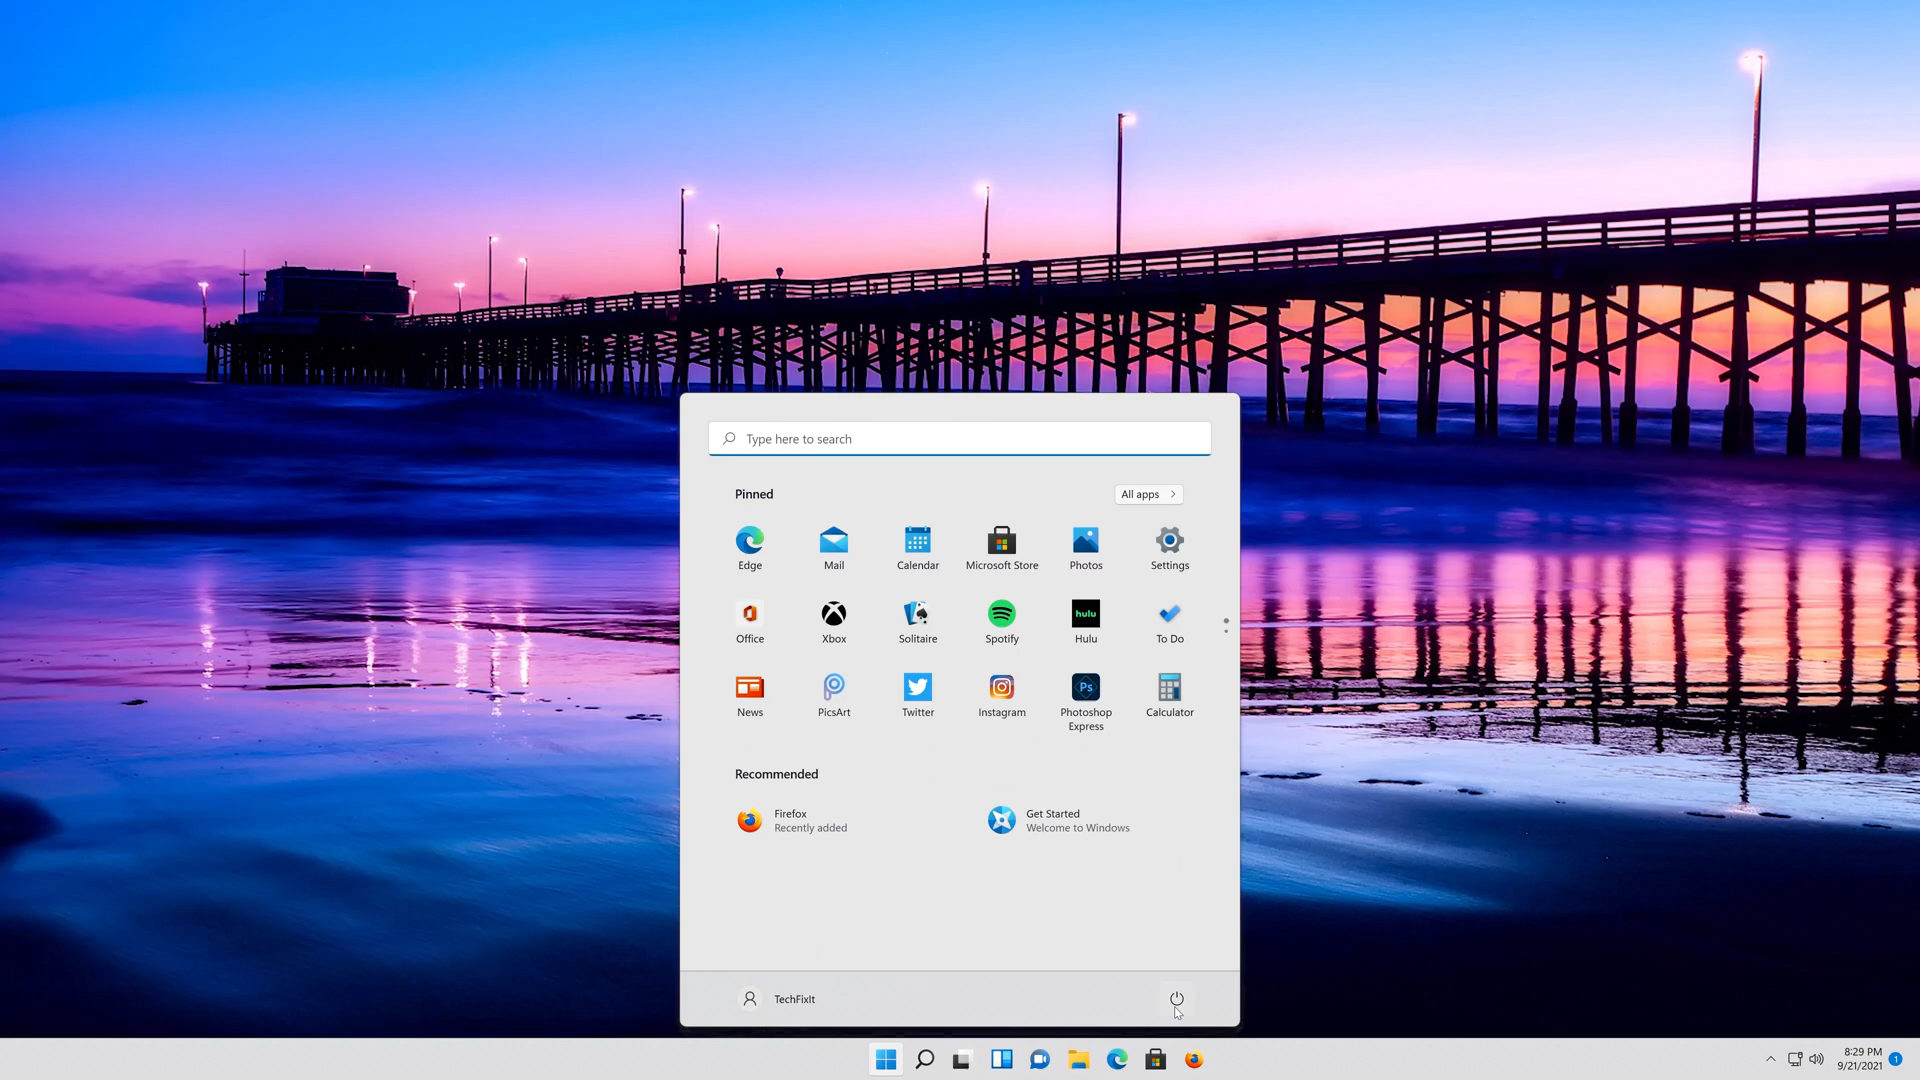 Type here to search
Pinned
All apps
Edge
Mail
Calendar
Microsoft Store
Photos
Settings
Office
Xbox
Solitaire
Spotify
hulu
Hulu
To Do
News
PicsArt
Twitter
Instagram
Ps
Photoshop
Express
Calculator
Recommended
Firefox
Recently added
Get Started
Welcome to Windows
TechFixIt
8:29 PM
9/21/2021
1